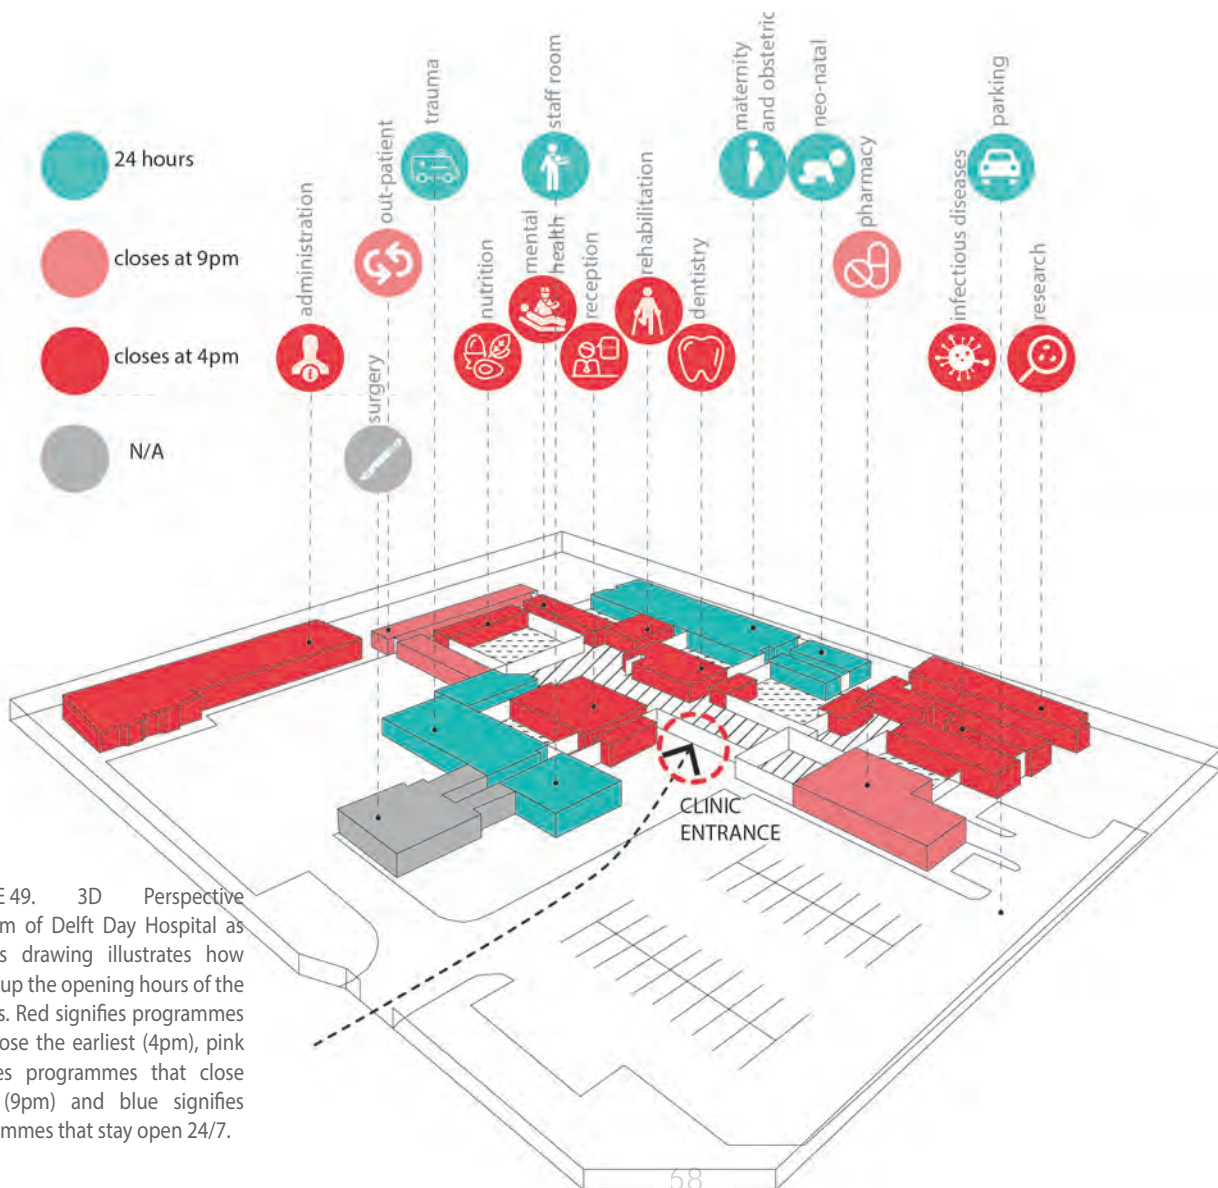 24 hours
closes at 9pm
closes at 4pm
N/A
administration
out-patient
surgery
trauma
nutrition
mental
health
staff room
reception
rehabilitation
dentistry
maternity
and obstetric
neo-natal
pharmacy
infectious diseases
parking
research
CLINIC
ENTRANCE
E 49. 3D Perspective
m of Delft Day Hospital as
s drawing illustrates how
up the opening hours of the
s. Red signifies programmes
ose the earliest (4pm), pink
es programmes that close
(9pm) and blue signifies
mmes that stay open 24/7.
68